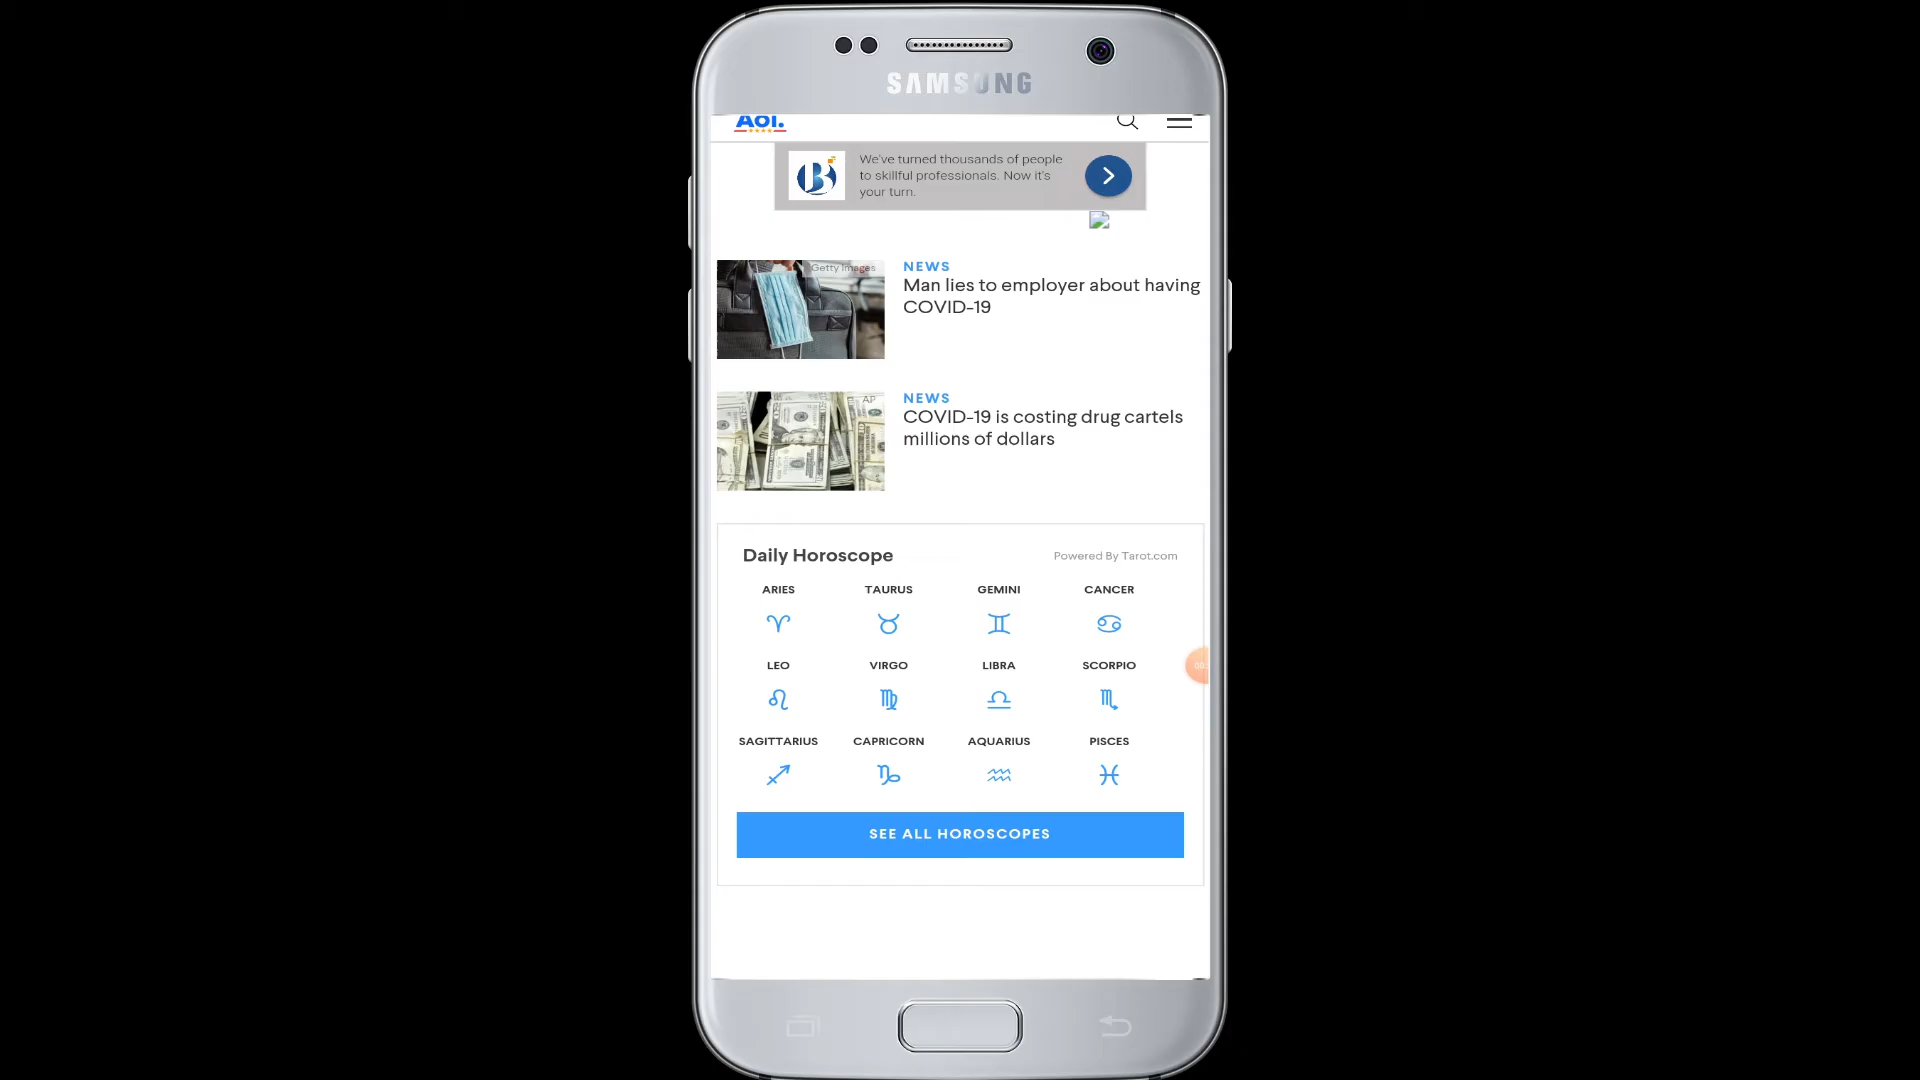 SAMSUNG
Aol.
We've turned thousands of people
to skillful professionals. Now it's
your turn.
Getty Images
NEWS
Man lies to employer about having
COVID-19
AP
NEWS
COVID-19 is costing drug cartels
millions of dollars
Daily Horoscope
Powered By Tarot.com
ARIES TAURUS GEMINI CANCER
LEO VIRGO LIBRA SCORPIO
SAGITTARIUS CAPRICORN AQUARIUS PISCES
SEE ALL HOROSCOPES